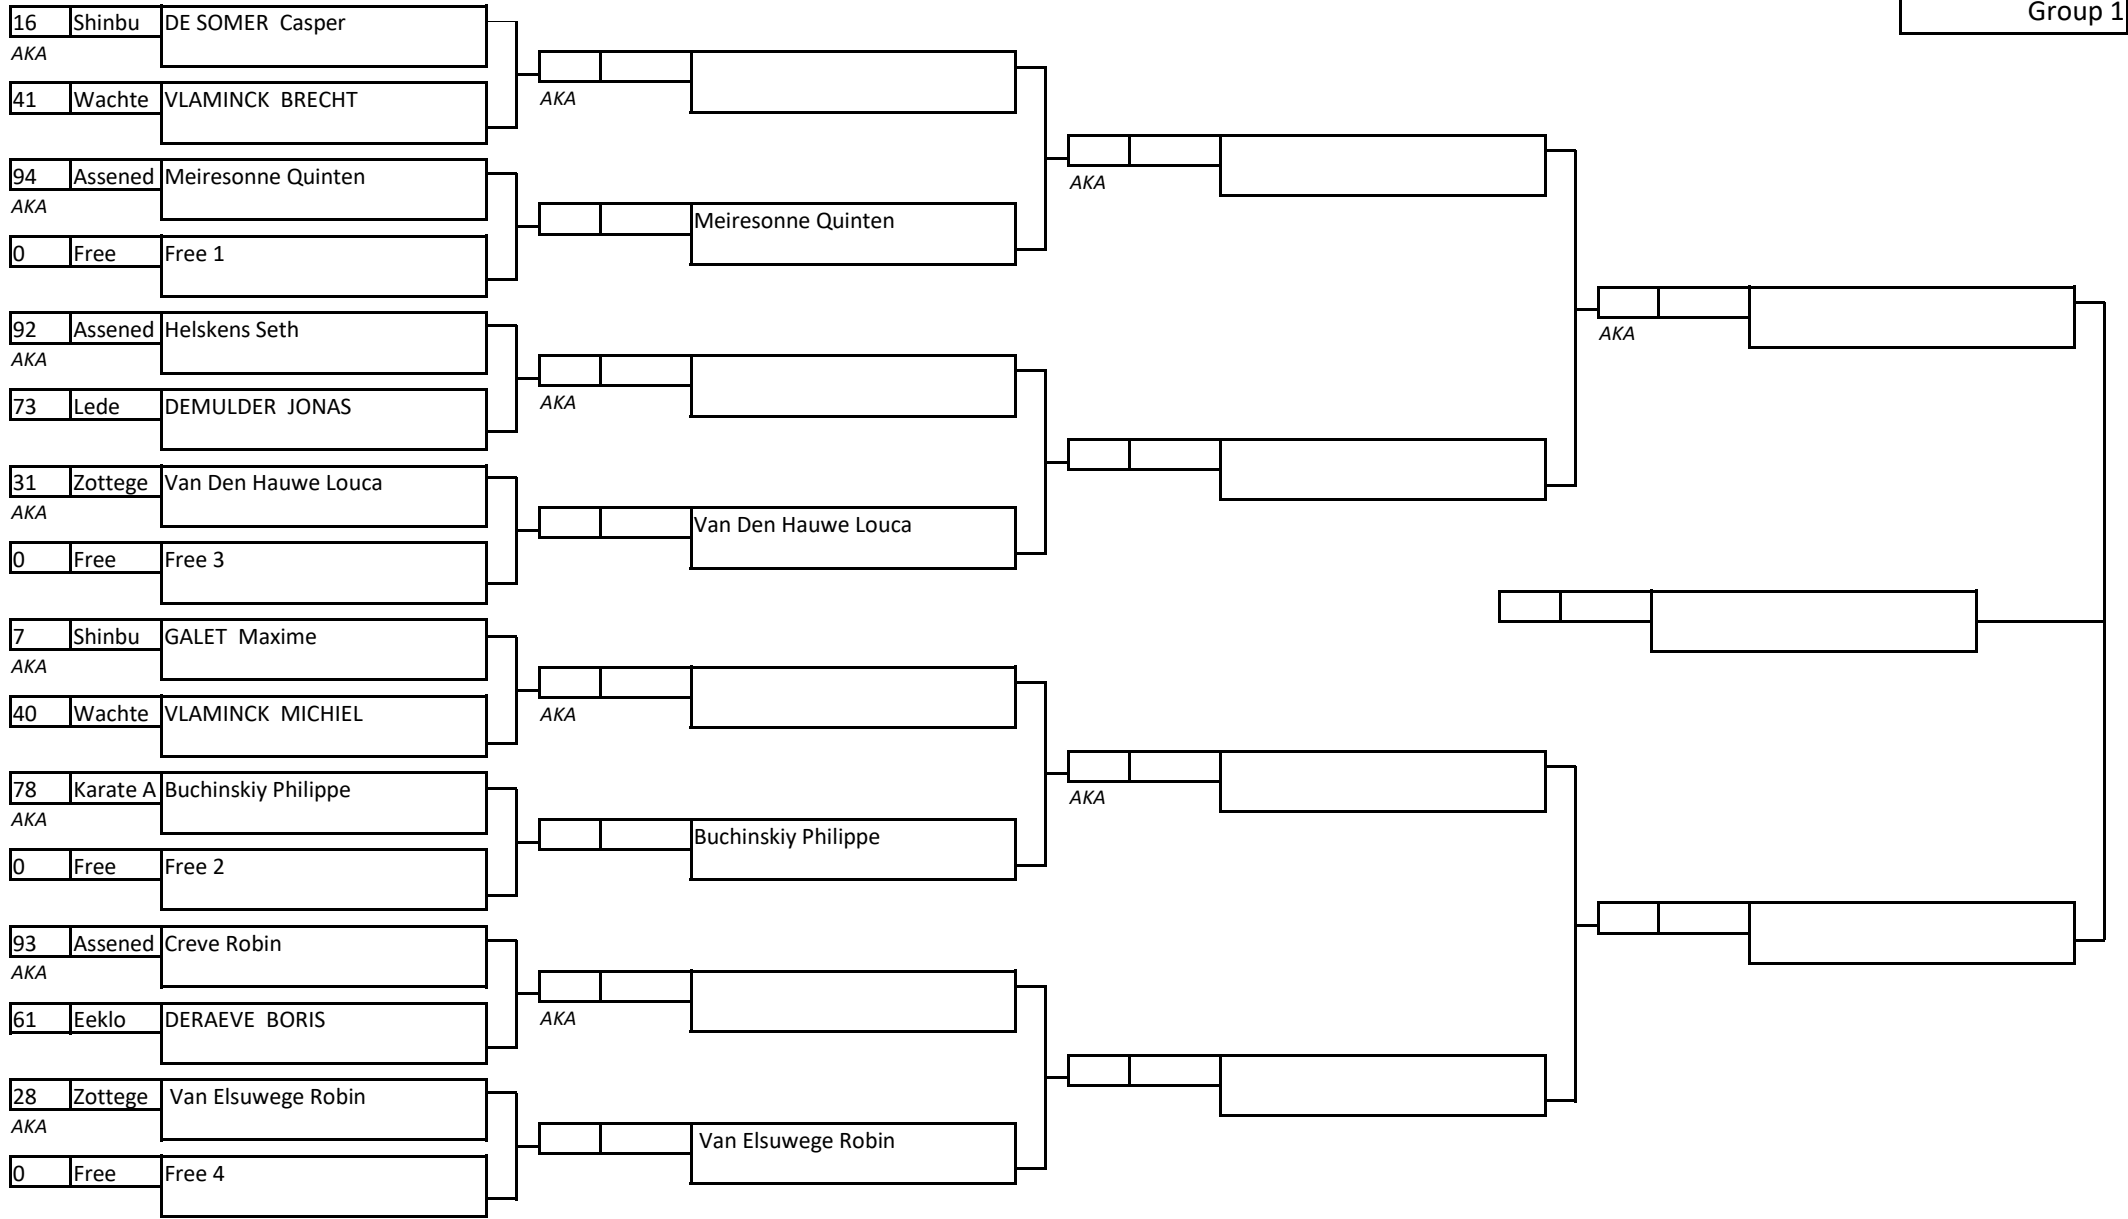 Group 1
16 Shinbu DE SOMER  Casper
AKA
41 Wachte VLAMINCK  BRECHT
AKA
94 Assened Meiresonne Quinten
AKA
AKA
Meiresonne Quinten
0 Free Free 1
92 Assened Helskens Seth
AKA
AKA
73 Lede DEMULDER  JONAS
AKA
31 Zottege Van Den Hauwe Louca
AKA
Van Den Hauwe Louca
0 Free Free 3
7 Shinbu GALET  Maxime
AKA
40 Wachte VLAMINCK  MICHIEL
AKA
78 Karate A Buchinskiy Philippe
AKA
AKA
Buchinskiy Philippe
0 Free Free 2
93 Assened Creve Robin
AKA
61 Eeklo DERAEVE  BORIS
AKA
28 Zottege Van Elsuwege Robin
AKA
Van Elsuwege Robin
0 Free Free 4